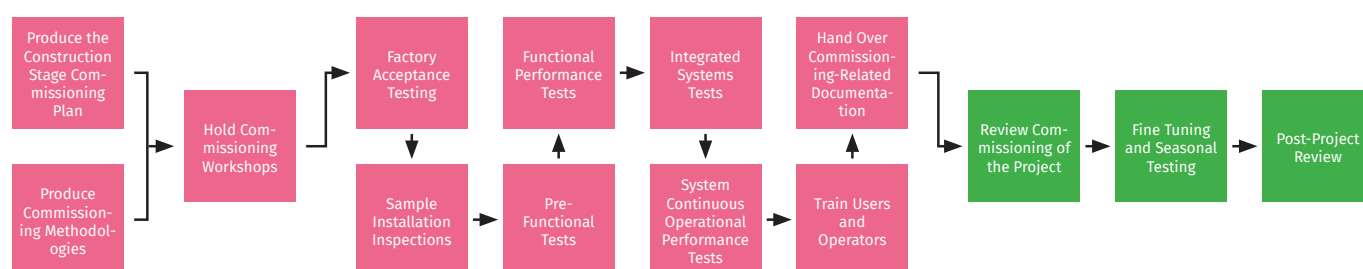 Produce the
Construction
Stage Com-
missioning
Plan
Produce
Commission-
ing Methodol-
ogies
Hold Com-
missioning
Workshops
Factory
Acceptance
Testing
Sample
Installation
Inspections
Pre-
Functional
Tests
Functional
Performance
Tests
Integrated
Systems
Tests
System
Continuous
Operational
Performance
Tests
Train Users
and
Operators
Hand Over
Commission-
ing-Related
Documenta-
tion
Review Com-
missioning of
the Project
Fine Tuning
and Seasonal
Testing
Post-Project
Review